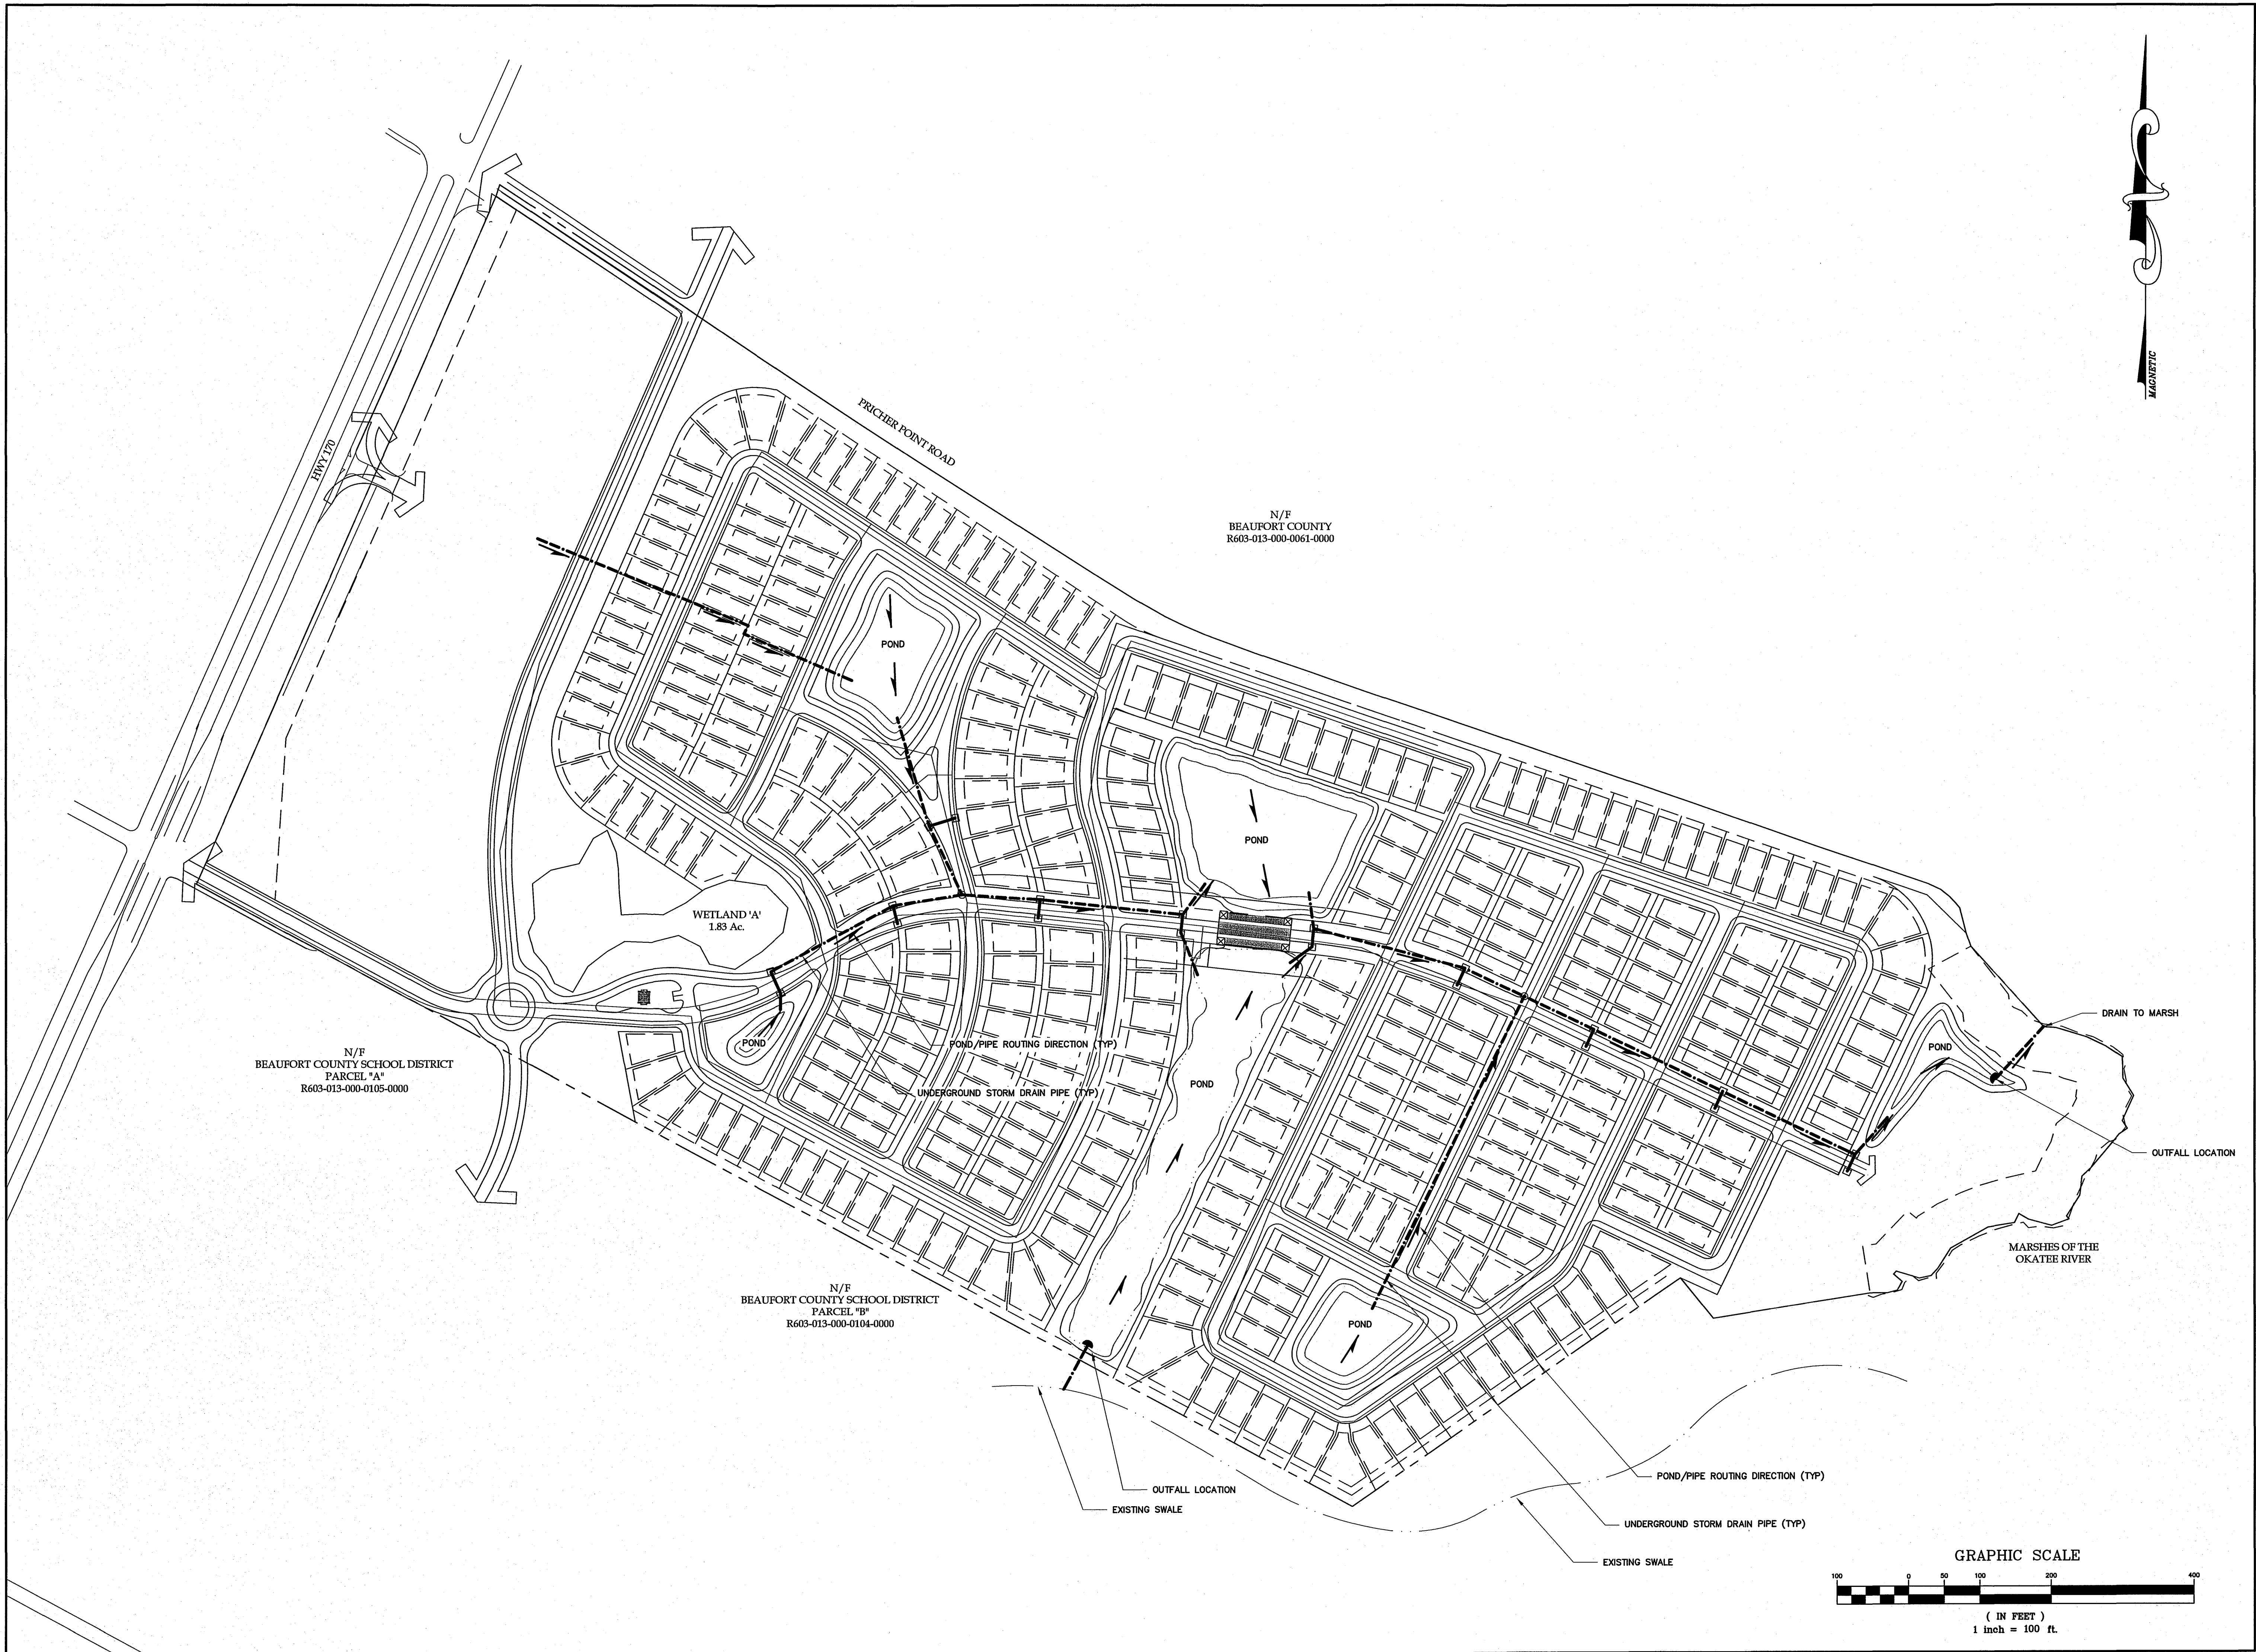 MAGNETIC
HWY 170
PRICHER POINT ROAD
N/F
BEAUFORT COUNTY
R603-013-000-0061-0000
POND
POND
WETLAND 'A'
1.83 Ac.
DRAIN TO MARSH
POND
POND
POND/PIPE ROUTING DIRECTION (TYP)
N/F
BEAUFORT COUNTY SCHOOL DISTRICT
PARCEL "A"
R603-013-000-0105-0000
POND
UNDERGROUND STORM DRAIN PIPE (TYP)
OUTFALL LOCATION
MARSHES OF THE
OKATEE RIVER
N/F
BEAUFORT COUNTY SCHOOL DISTRICT
PARCEL "B"
R603-013-000-0104-0000
POND
POND/PIPE ROUTING DIRECTION (TYP)
OUTFALL LOCATION
EXISTING SWALE
UNDERGROUND STORM DRAIN PIPE (TYP)
EXISTING SWALE
GRAPHIC SCALE
100 0 50 100 200 400
( IN FEET )
1 inch = 100 ft.